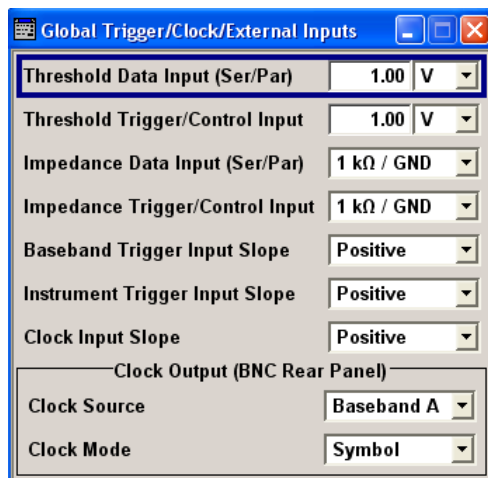 Global Trigger/Clock/External Inputs
Threshold Data Input (Ser/Par) 1.00 V
Threshold Trigger/Control Input 1.00 V
Impedance Data Input (Ser/Par) 1 kΩ / GND
Impedance Trigger/Control Input 1 kΩ / GND
Baseband Trigger Input Slope Positive
Instrument Trigger Input Slope Positive
Clock Input Slope Positive
Clock Output (BNC Rear Panel)
Clock Source Baseband A
Clock Mode Symbol